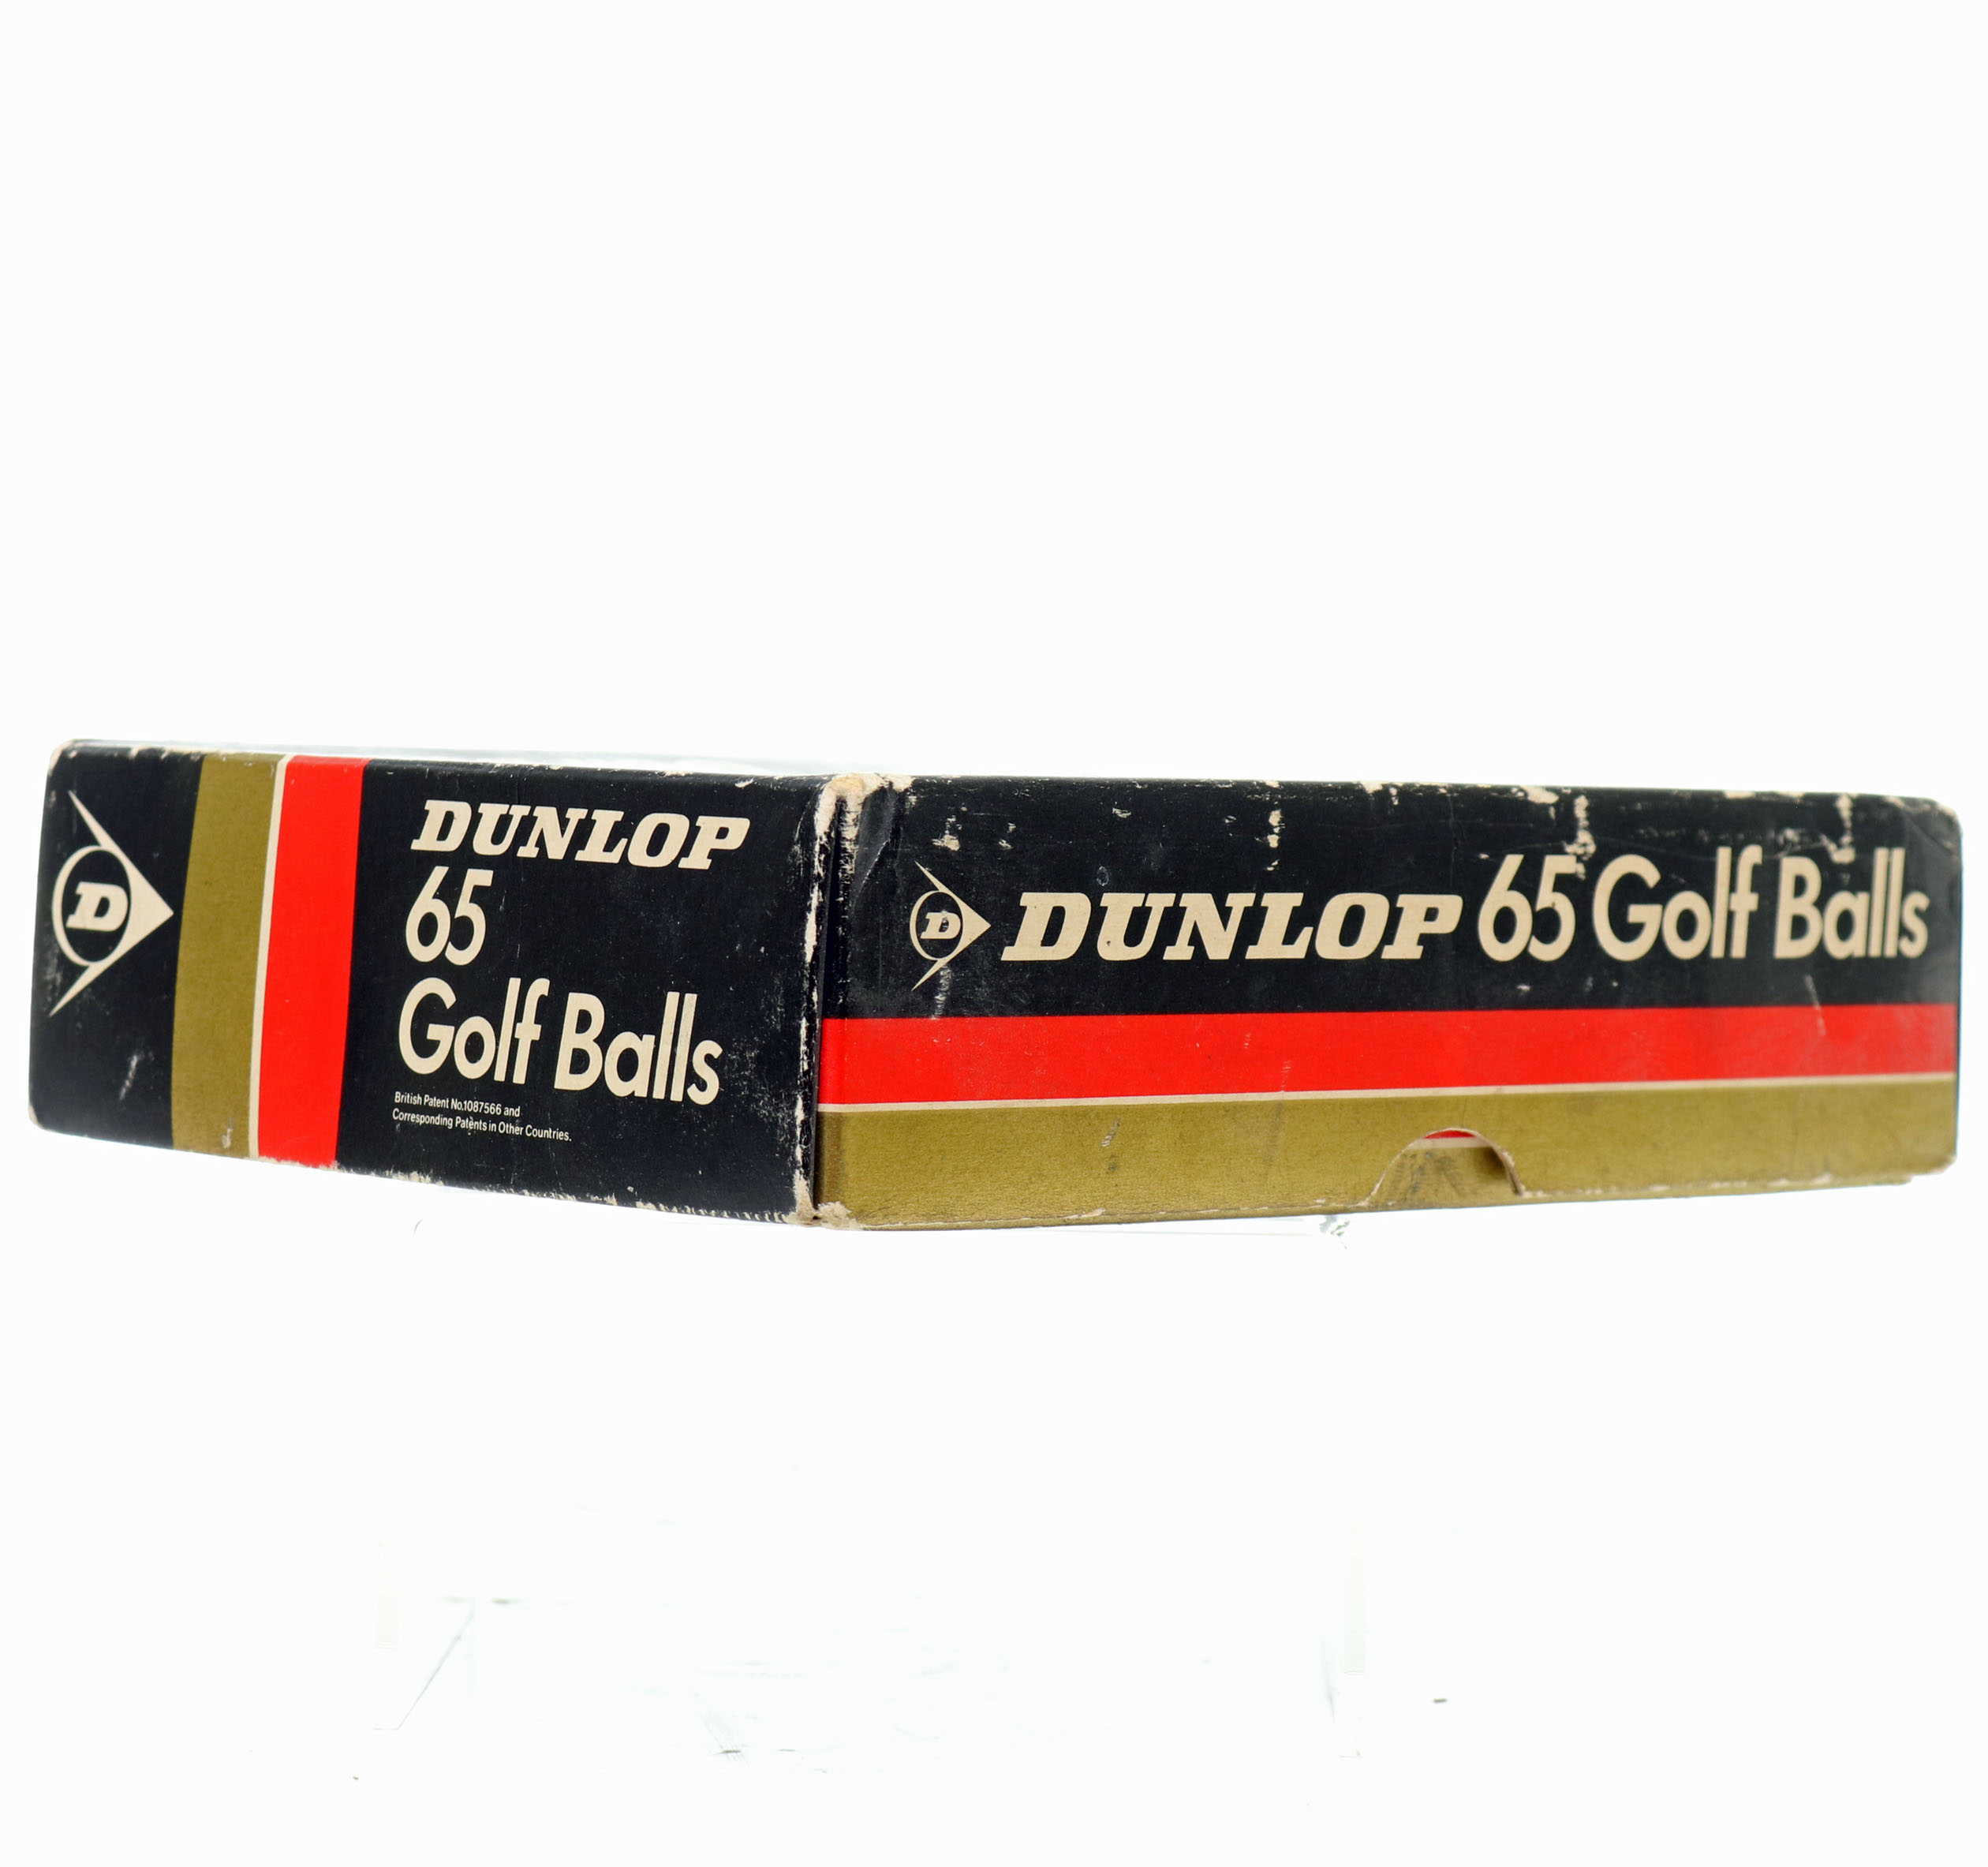 D
DUNLOP
65
Golf Balls
British Patent No.1087566 and
Corresponding Patents in Other Countries.
D DUNLOP 65 Golf Balls